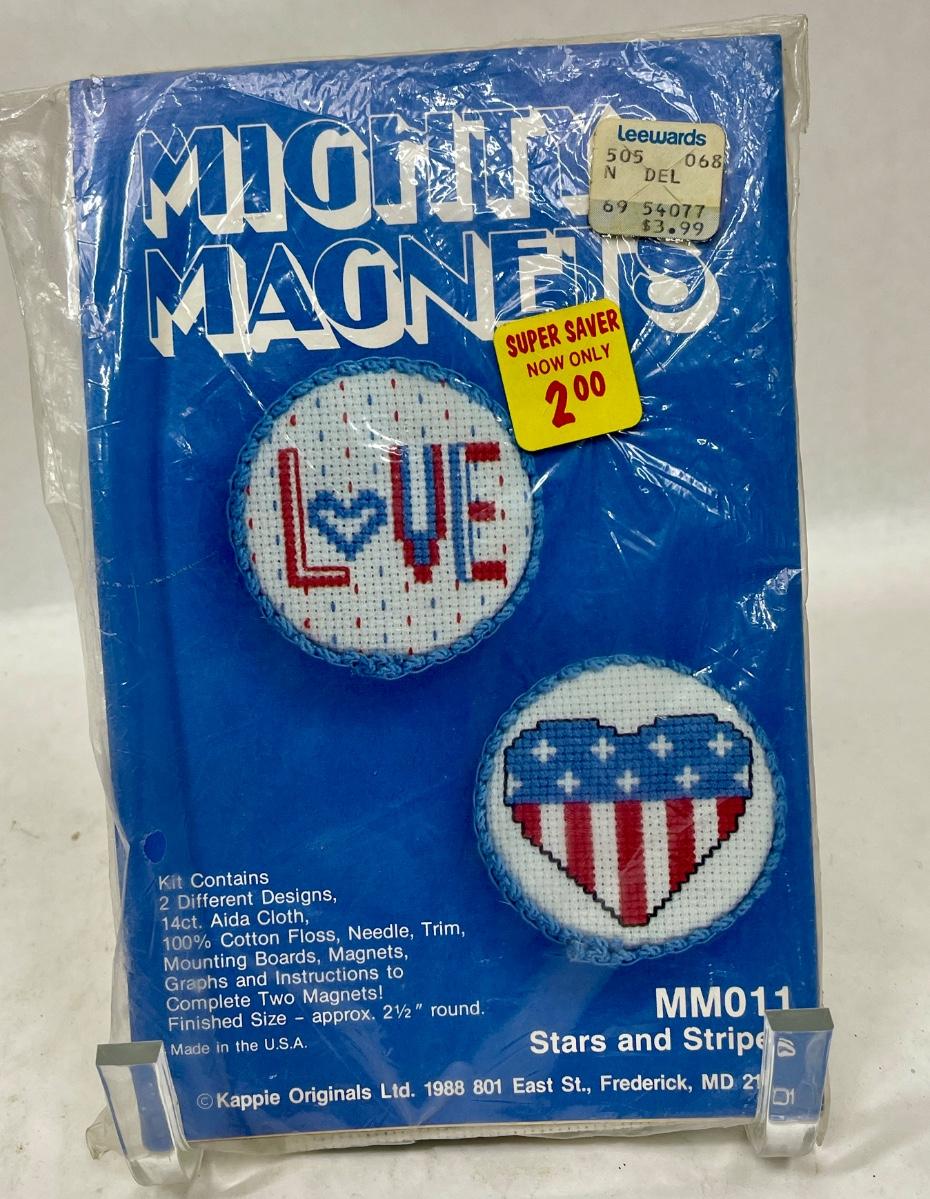 MIGHTY
MAGNETS
Leewards
505 068
N DEL
69 54077
$3.99
SUPER SAVER
NOW ONLY
2.00
LOVE
Kit Contains
2 Different Designs,
14ct. Aida Cloth,
100% Cotton Floss, Needle, Trim,
Mounting Boards, Magnets,
Graphs and Instructions to
Complete Two Magnets!
Finished Size – approx. 2½" round.
Made in the U.S.A.
MM011
Stars and Stripes
©Kappie Originals Ltd. 1988 801 East St., Frederick, MD